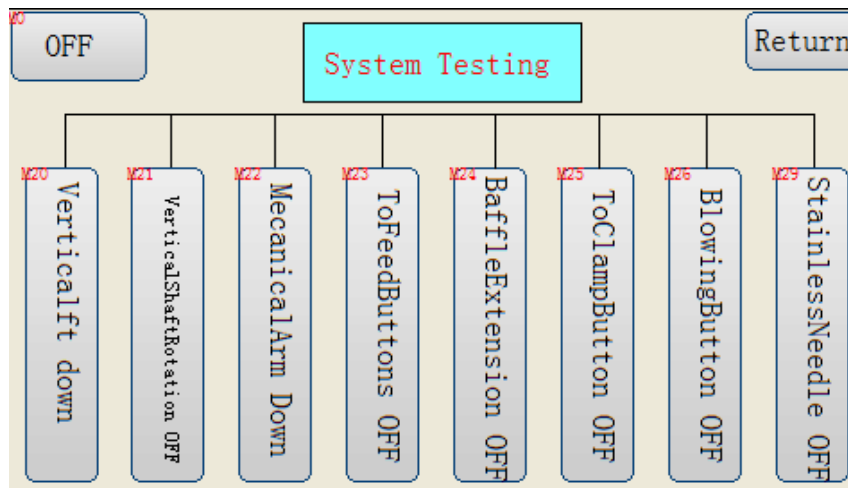 M0
OFF
System Testing
Return
M20
Verticalft down
M21
VerticalShaftRotation OFF
M22
MecanicalArm Down
M23
ToFeedButtons OFF
M24
BaffleExtension OFF
M25
ToClampButton OFF
M26
BlowingButton OFF
M29
StainlessNeedle OFF